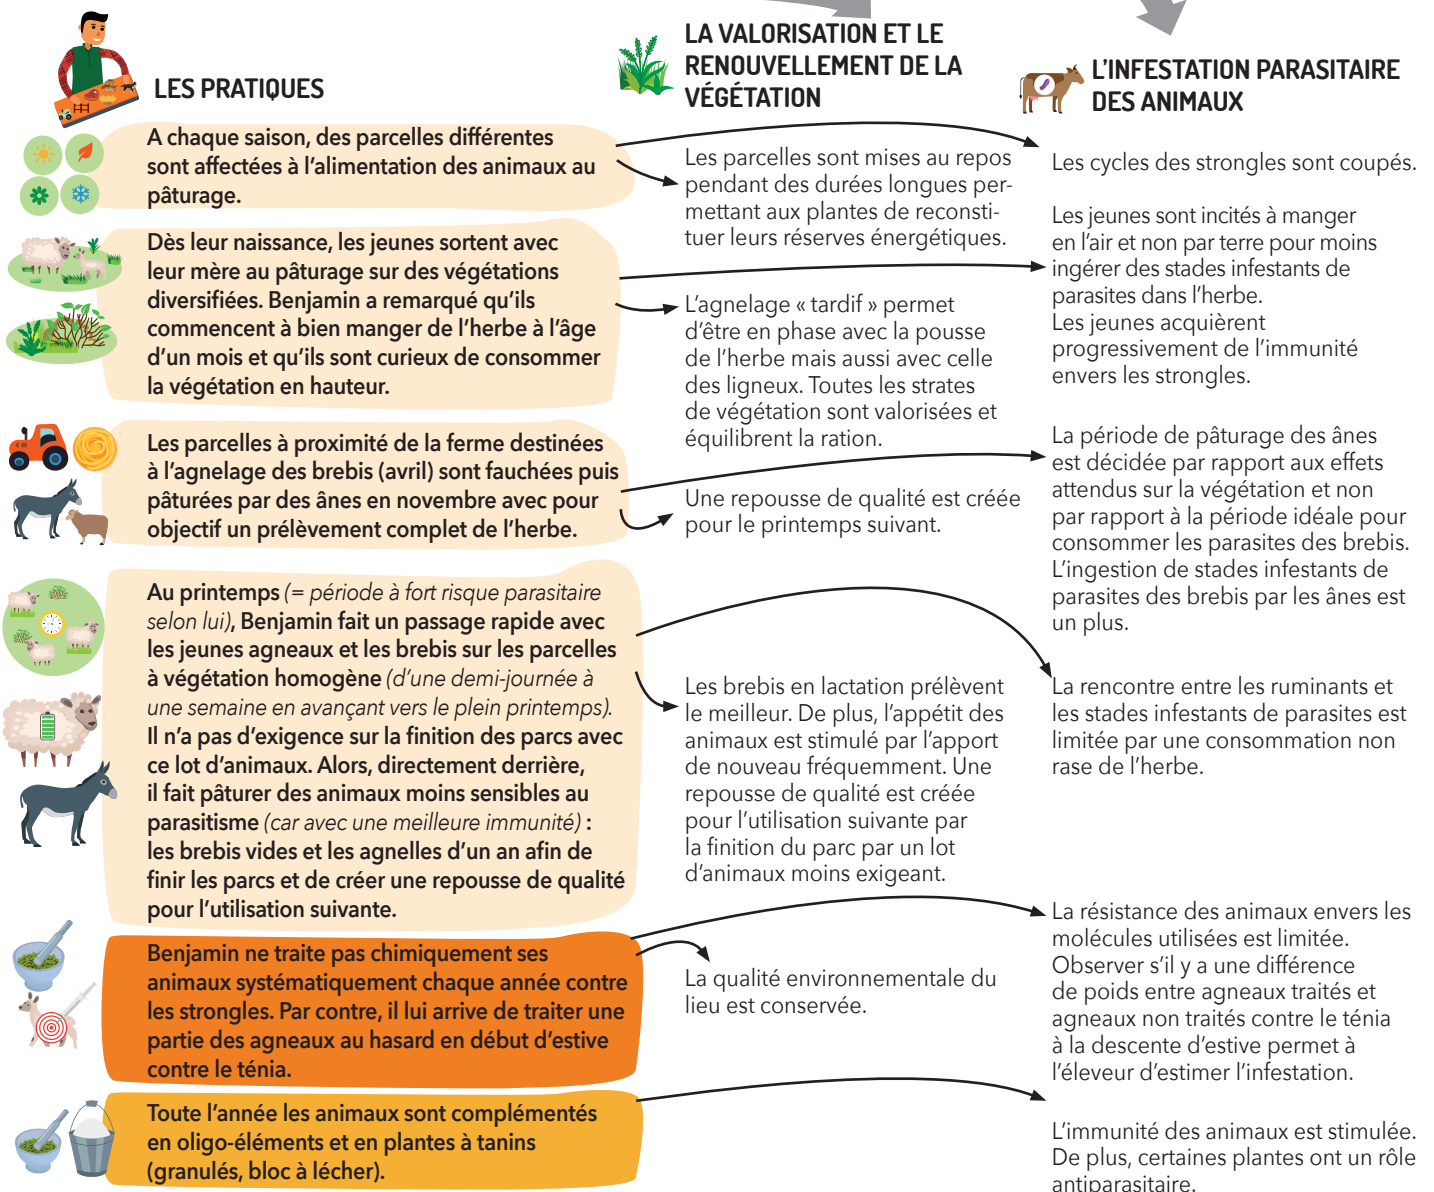 LES PRATIQUES
A chaque saison, des parcelles différentes
sont affectées à l'alimentation des animaux au
pâturage.
Dès leur naissance, les jeunes sortent avec
leur mère au pâturage sur des végétations
diversifiées. Benjamin a remarqué qu'ils
commencent à bien manger de l'herbe à l'âge
d'un mois et qu'ils sont curieux de consommer
la végétation en hauteur.
Les parcelles à proximité de la ferme destinées
à l'agnelage des brebis (avril) sont fauchées puis
pâturées par des ânes en novembre avec pour
objectif un prélèvement complet de l'herbe.
Au printemps (= période à fort risque parasitaire
selon lui), Benjamin fait un passage rapide avec
les jeunes agneaux et les brebis sur les parcelles
à végétation homogène (d'une demi-journée à
une semaine en avançant vers le plein printemps).
Il n'a pas d'exigence sur la finition des parcs avec
ce lot d'animaux. Alors, directement derrière,
il fait pâturer des animaux moins sensibles au
parasitisme (car avec une meilleure immunité) :
les brebis vides et les agnelles d'un an afin de
finir les parcs et de créer une repousse de qualité
pour l'utilisation suivante.
Benjamin ne traite pas chimiquement ses
animaux systématiquement chaque année contre
les strongles. Par contre, il lui arrive de traiter une
partie des agneaux au hasard en début d'estive
contre le ténia.
Toute l'année les animaux sont complémentés
en oligo-éléments et en plantes à tanins
(granulés, bloc à lécher).
LA VALORISATION ET LE
RENOUVELLEMENT DE LA
VÉGÉTATION
Les parcelles sont mises au repos
pendant des durées longues per-
mettant aux plantes de reconsti-
tuer leurs réserves énergétiques.
L'agnelage « tardif » permet
d'être en phase avec la pousse
de l'herbe mais aussi avec celle
des ligneux. Toutes les strates
de végétation sont valorisées et
équilibrent la ration.
Une repousse de qualité est créée
pour le printemps suivant.
Les brebis en lactation prélèvent
le meilleur. De plus, l'appétit des
animaux est stimulé par l'apport
de nouveau fréquemment. Une
repousse de qualité est créée
pour l'utilisation suivante par
la finition du parc par un lot
d'animaux moins exigeant.
La qualité environnementale du
lieu est conservée.
L'INFESTATION PARASITAIRE
DES ANIMAUX
Les cycles des strongles sont coupés.
Les jeunes sont incités à manger
en l'air et non par terre pour moins
ingérer des stades infestants de
parasites dans l'herbe.
Les jeunes acquièrent
progressivement de l'immunité
envers les strongles.
La période de pâturage des ânes
est décidée par rapport aux effets
attendus sur la végétation et non
par rapport à la période idéale pour
consommer les parasites des brebis.
L'ingestion de stades infestants de
parasites des brebis par les ânes est
un plus.
La rencontre entre les ruminants et
les stades infestants de parasites est
limitée par une consommation non
rase de l'herbe.
La résistance des animaux envers les
molécules utilisées est limitée.
Observer s'il y a une différence
de poids entre agneaux traités et
agneaux non traités contre le ténia
à la descente d'estive permet à
l'éleveur d'estimer l'infestation.
L'immunité des animaux est stimulée.
De plus, certaines plantes ont un rôle
antiparasitaire.